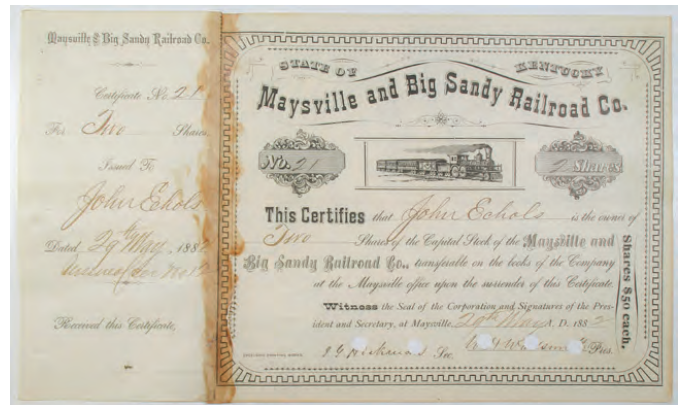 Maysville & Big Sandy Railroad Co.
Certificate No. 21
For Two Shares
Issued To
John Echols
Dated 29th May, 1882
Received this Certificate,
STATE OF KENTUCKY
Maysville and Big Sandy Railroad Co.
No. 21
2 Shares
This Certifies that John Echols is the owner of
Two Shares of the Capital Stock of the Maysville and
Big Sandy Railroad Co., transferable on the books of the Company
at the Maysville office upon the surrender of this Certificate.
Witness the Seal of the Corporation and Signatures of the Pres-
ident and Secretary, at Maysville, 29th May A. D. 1882
Sec. Pres.
Shares $50 each.